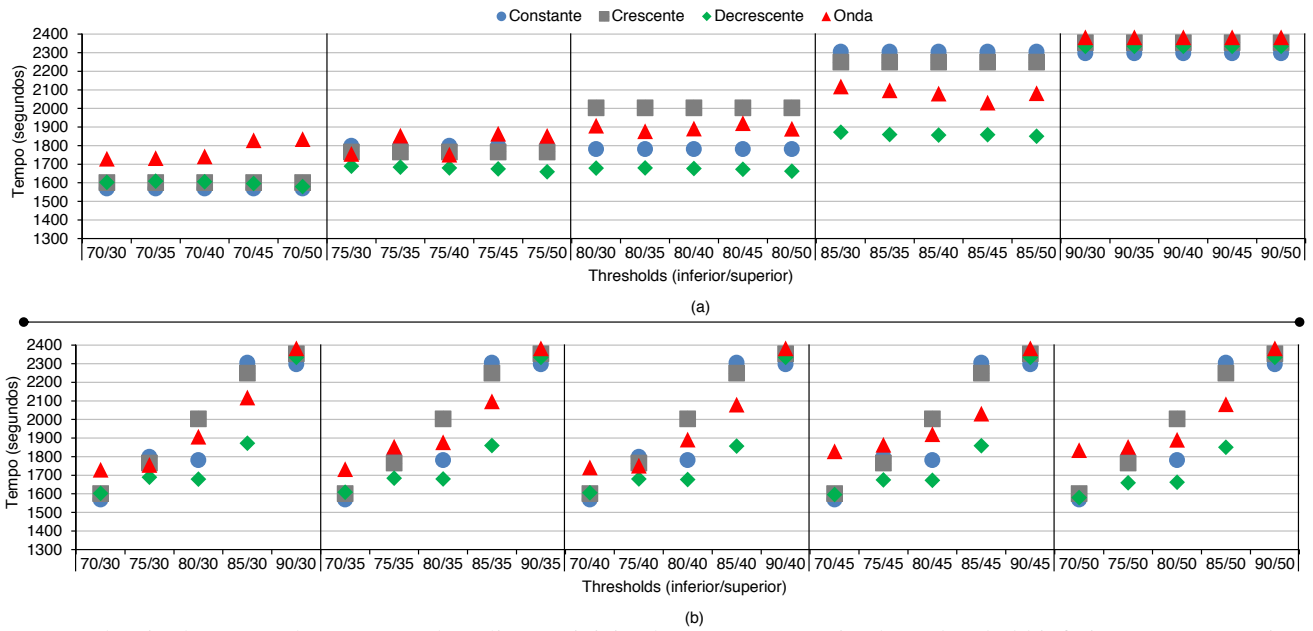 Constante Crescente Decrescente Onda
Tempo (segundos)
2400
2300
2200
2100
2000
1900
1800
1700
1600
1500
1400
1300
70/30 70/35 70/40 70/45 70/50 75/30 75/35 75/40 75/45 75/50 80/30 80/35 80/40 80/45 80/50 85/30 85/35 85/40 85/45 85/50 90/30 90/35 90/40 90/45 90/50
Thresholds (inferior/superior)
(a)
Tempo (segundos)
2400
2300
2200
2100
2000
1900
1800
1700
1600
1500
1400
1300
70/30 75/30 80/30 85/30 90/30 70/35 75/35 80/35 85/35 90/35 70/40 75/40 80/40 85/40 90/40 70/45 75/45 80/45 85/45 90/45 70/50 75/50 80/50 85/50 90/50
Thresholds (inferior/superior)
(b)